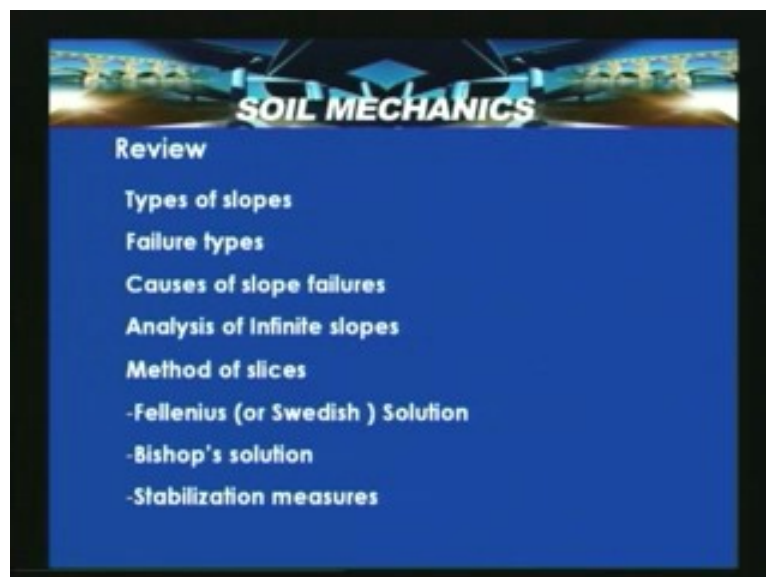 SOIL MECHANICS
Review
Types of slopes
Failure types
Causes of slope failures
Analysis of Infinite slopes
Method of slices
-Fellenius (or Swedish ) Solution
-Bishop's solution
-Stabilization measures